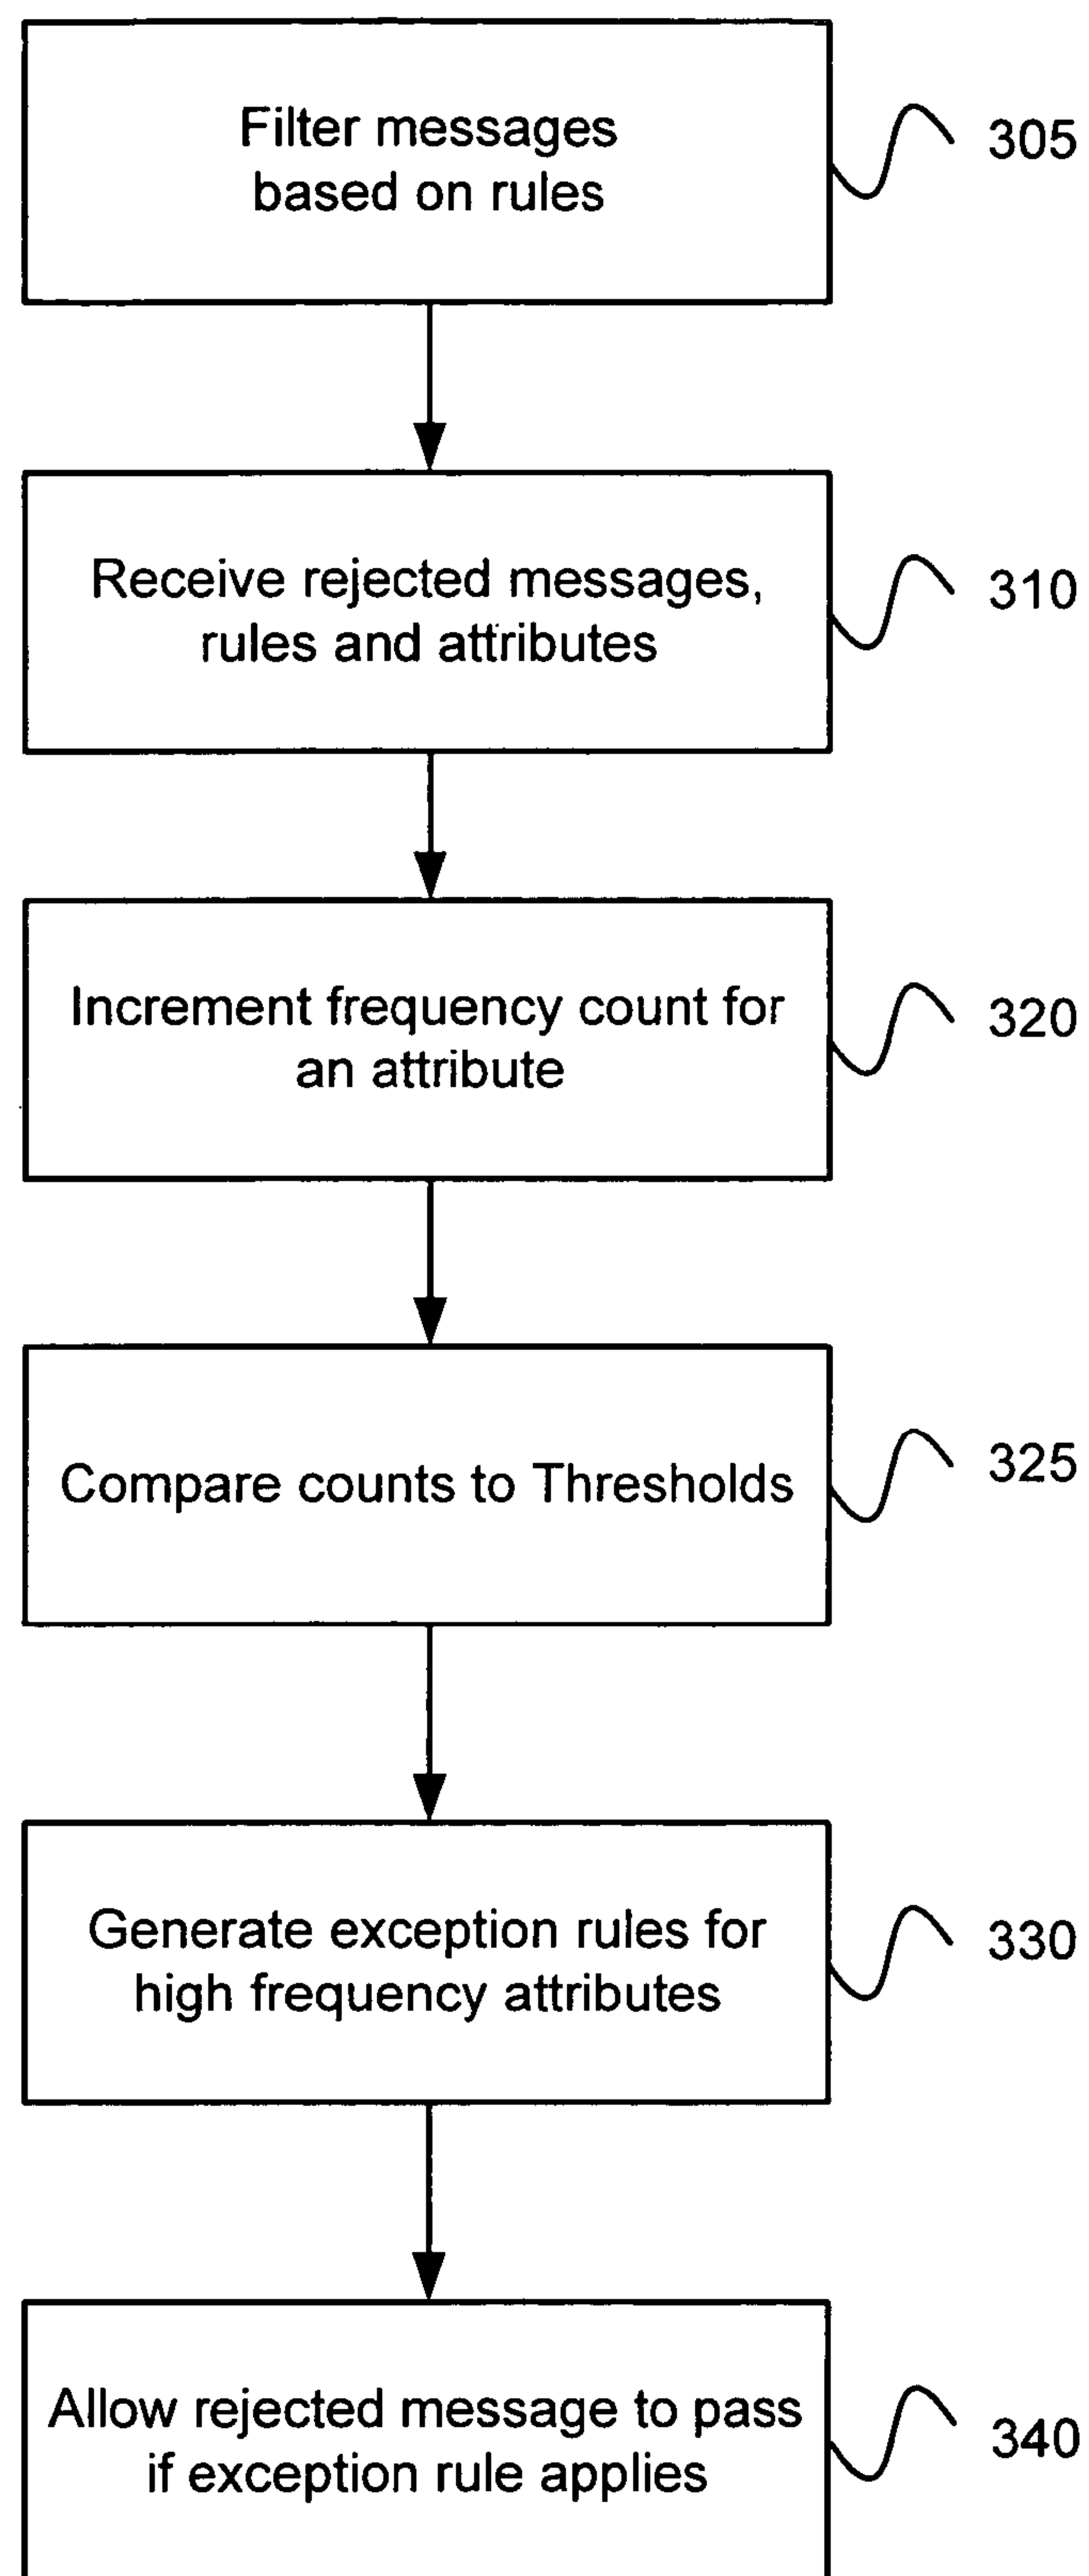 Filter messages
based on rules
305
Receive rejected messages,
rules and attributes
310
Increment frequency count for
an attribute
320
Compare counts to Thresholds
325
Generate exception rules for
high frequency attributes
330
Allow rejected message to pass
if exception rule applies
340